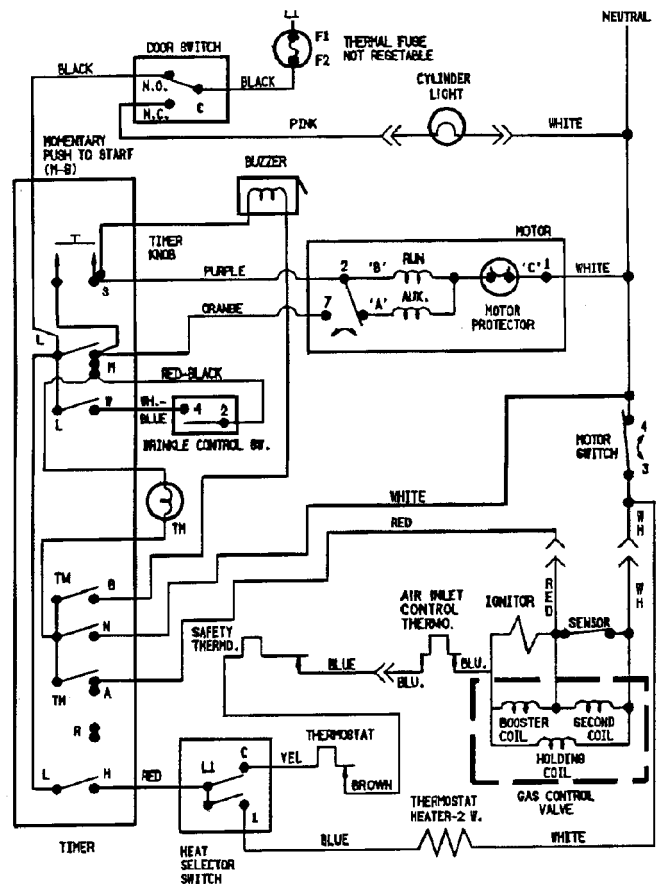 L1
NEUTRAL
F1
F2
THERMAL FUSE
NOT RESETABLE
DOOR SWITCH
BLACK
N.O.
C
BLACK
N.C.
CYLINDER
LIGHT
PINK
WHITE
MOMENTARY
PUSH TO START
(M-S)
BUZZER
TIMER
KNOB
MOTOR
S
PURPLE
2
'B'
RUN
'C'
1
WHITE
ORANGE
7
'A'
AUX.
MOTOR
PROTECTOR
L
M
RED-BLACK
L
W
WH.-
BLUE
4
2
WRINKLE CONTROL SW.
MOTOR
SWITCH
4
3
TM
WHITE
RED
WH
TM
B
N
TM
A
R
SAFETY
THERMO.
AIR INLET
CONTROL
THERMO.
IGNITOR
RED
WH
SENSOR
BLUE
BLU.
BLU.
BOOSTER
COIL
SECOND
COIL
HOLDING
COIL
GAS CONTROL
VALVE
L
H
RED
L1
C
YEL
THERMOSTAT
BROWN
1
THERMOSTAT
HEATER-2 W.
BLUE
WHITE
TIMER
HEAT
SELECTOR
SWITCH